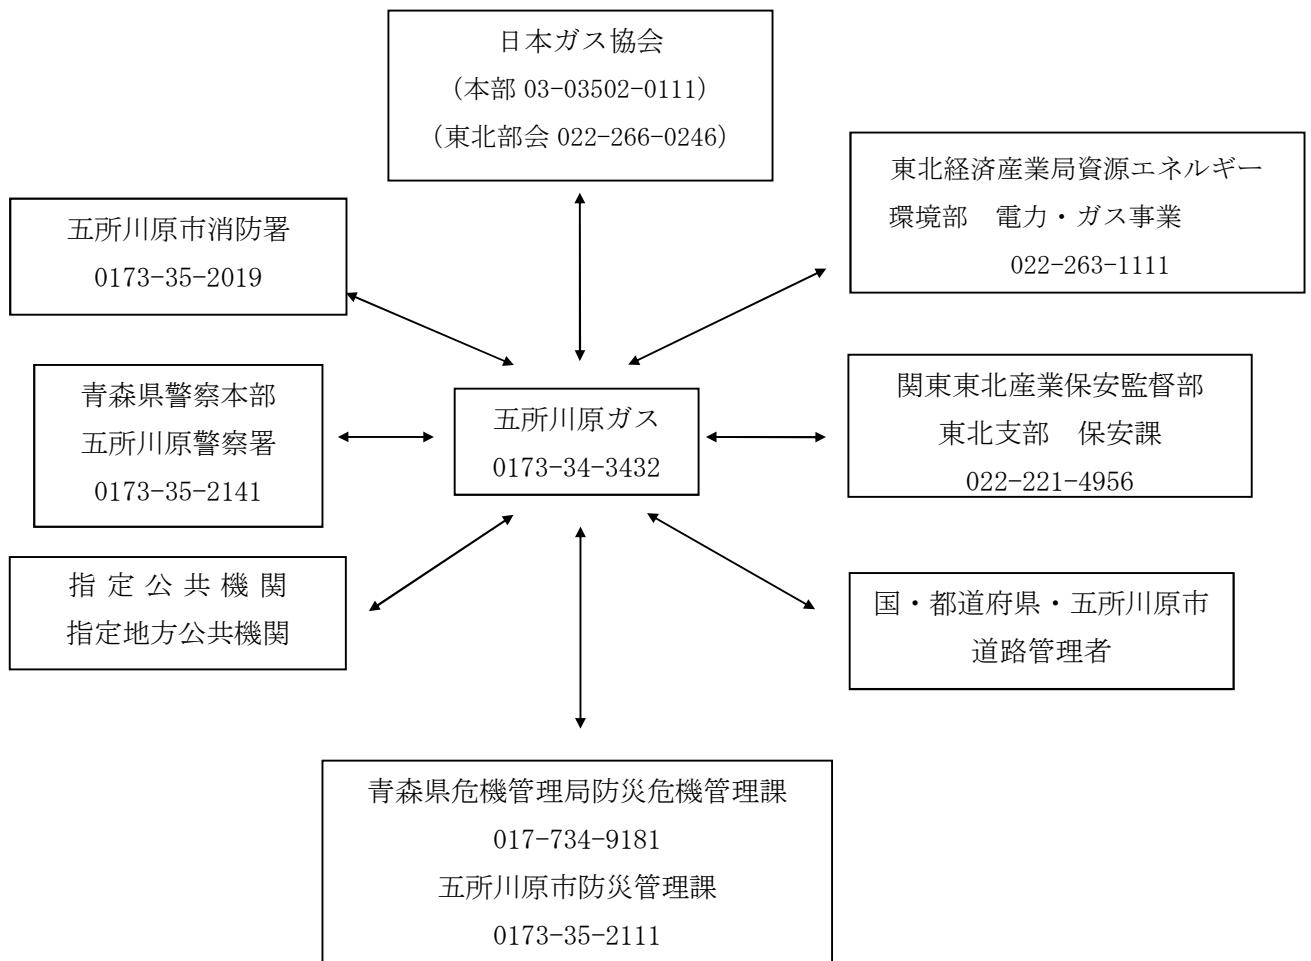 日本ガス協会
（本部 03-03502-0111）
（東北部会 022-266-0246）
東北経済産業局資源エネルギー
環境部　電力・ガス事業
022-263-1111
五所川原市消防署
0173-35-2019
青森県警察本部
五所川原警察署
0173-35-2141
五所川原ガス
0173-34-3432
関東東北産業保安監督部
東北支部　保安課
022-221-4956
指 定 公 共 機 関
指定地方公共機関
国・都道府県・五所川原市
道路管理者
青森県危機管理局防災危機管理課
017-734-9181
五所川原市防災管理課
0173-35-2111